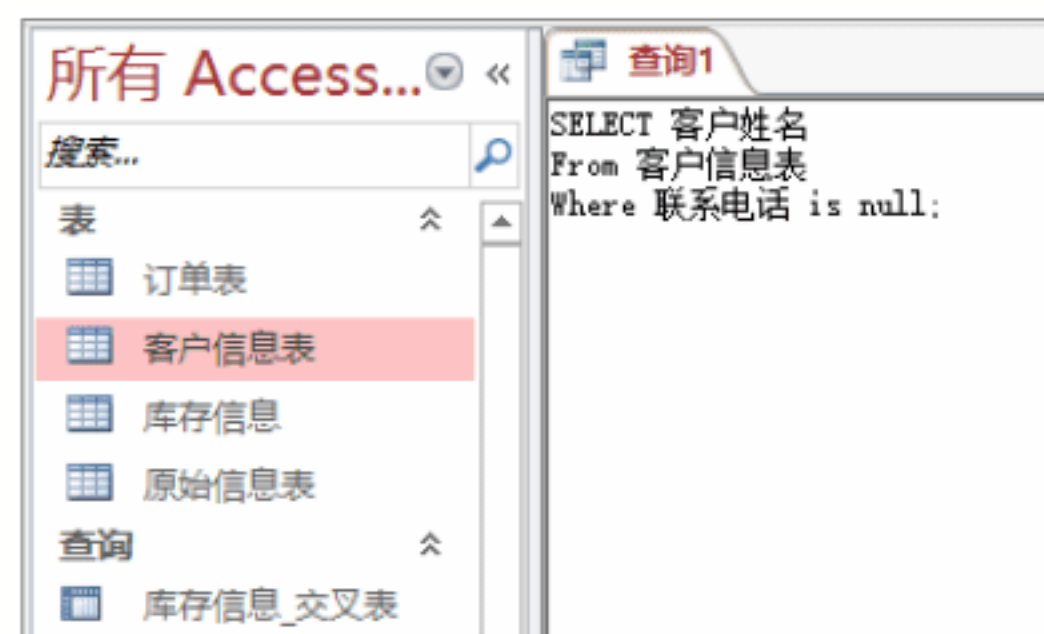 所有 Access...
搜索...
表
订单表
客户信息表
库存信息
原始信息表
查询
库存信息_交叉表
查询1
SELECT 客户姓名
From 客户信息表
Where 联系电话 is null;